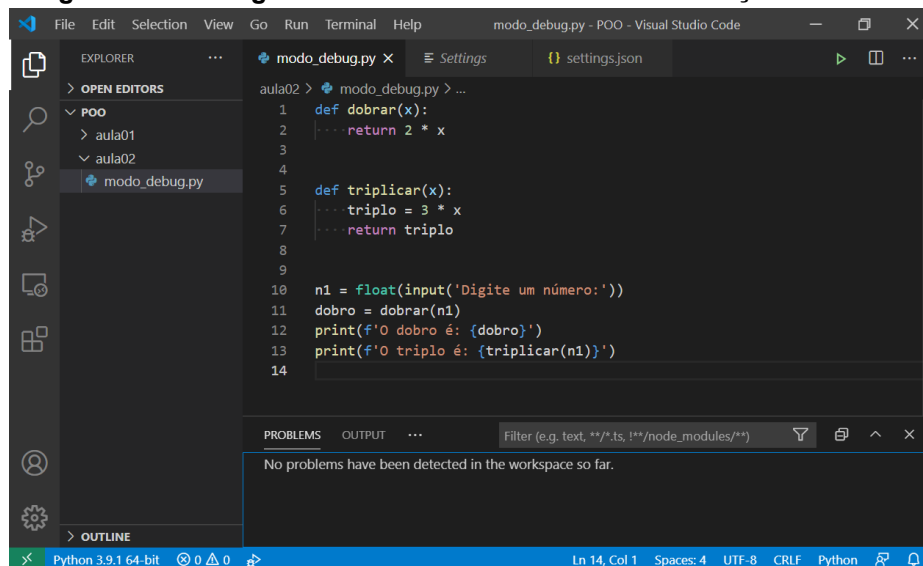 File Edit Selection View Go Run Terminal Help modo_debug.py - POO - Visual Studio Code
EXPLORER
modo_debug.py
Settings
settings.json
OPEN EDITORS
POO
aula01
aula02
modo_debug.py
OUTLINE
aula02 > modo_debug.py > ...
1 def dobrar(x):
2 ····return 2 * x
3
4
5 def triplicar(x):
6 ····triplo = 3 * x
7 ····return triplo
8
9
10 n1 = float(input('Digite um número:'))
11 dobro = dobrar(n1)
12 print(f'O dobro é: {dobro}')
13 print(f'O triplo é: {triplicar(n1)}')
14
PROBLEMS OUTPUT ··· Filter (e.g. text, **/*.ts, !**/node_modules/**)
No problems have been detected in the workspace so far.
Python 3.9.1 64-bit 0 0 Ln 14, Col 1 Spaces: 4 UTF-8 CRLF Python